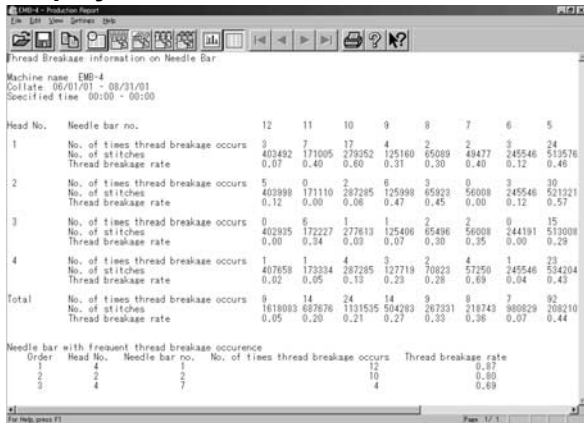 EMB-4 - Production Report
File Edit View Settings Help
Thread Breakage information on Needle Bar
Machine name EMB-4
Collate 06/01/01 - 08/31/01
Specified time 00:00 - 00:00
Head No. Needle bar no. 12 11 10 9 8 7 6 5
1 No. of times thread breakage occurs 3 7 17 4 2 2 3 24
No. of stitches 403492 171005 279352 125160 65089 49477 245546 513576
Thread breakage rate 0.07 0.40 0.60 0.31 0.30 0.40 0.12 0.46
2 No. of times thread breakage occurs 5 0 2 6 3 0 3 30
No. of stitches 403998 171110 287285 125998 65923 56008 245546 521321
Thread breakage rate 0.12 0.00 0.06 0.47 0.45 0.00 0.12 0.57
3 No. of times thread breakage occurs 0 6 1 1 2 2 0 15
No. of stitches 402935 172227 277613 125406 65496 56008 244191 513008
Thread breakage rate 0.00 0.34 0.03 0.07 0.30 0.35 0.00 0.29
4 No. of times thread breakage occurs 1 1 4 3 2 4 1 23
No. of stitches 407658 173334 287285 127719 70823 57250 245546 534204
Thread breakage rate 0.02 0.05 0.13 0.23 0.28 0.69 0.04 0.43
Total No. of times thread breakage occurs 9 14 24 14 9 8 7 92
No. of stitches 1618083 687676 1131535 504283 267331 218743 980829 208210
Thread breakage rate 0.05 0.20 0.21 0.27 0.33 0.36 0.07 0.44
Needle bar with frequent thread breakage occurence
Order Head No. Needle bar no. No. of times thread breakage occurs Thread breakage rate
1 4 1 12 0.87
2 2 2 10 0.80
3 4 7 4 0.69
For Help, press F1 Page 1/ 1